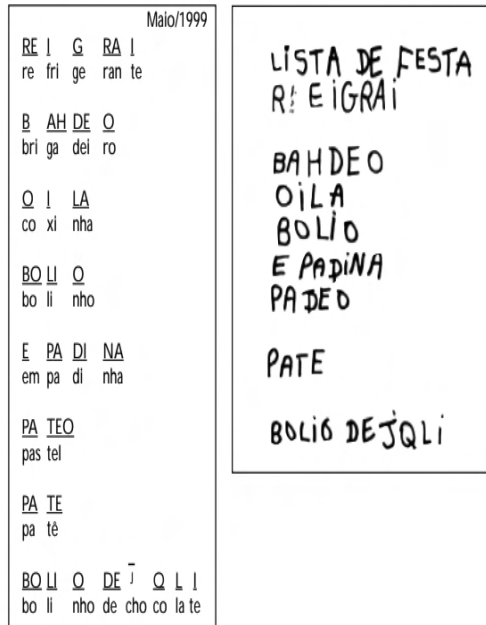 Maio/1999
RE I G RA I
re fri ge ran te
B AH DE O
bri ga dei ro
O I LA
co xi nha
BO LI O
bo li nho
E PA DI NA
em pa di nha
PA TEO
pas tel
PA TE
pa tê
BO LI O DE J Q L I
bo li nho de cho co la te
LISTA DE FESTA
R! E IGRAI
BAHDEO
OILA
BOLIO
E PADINA
PADEO
PATE
BOLIO DE JQLI